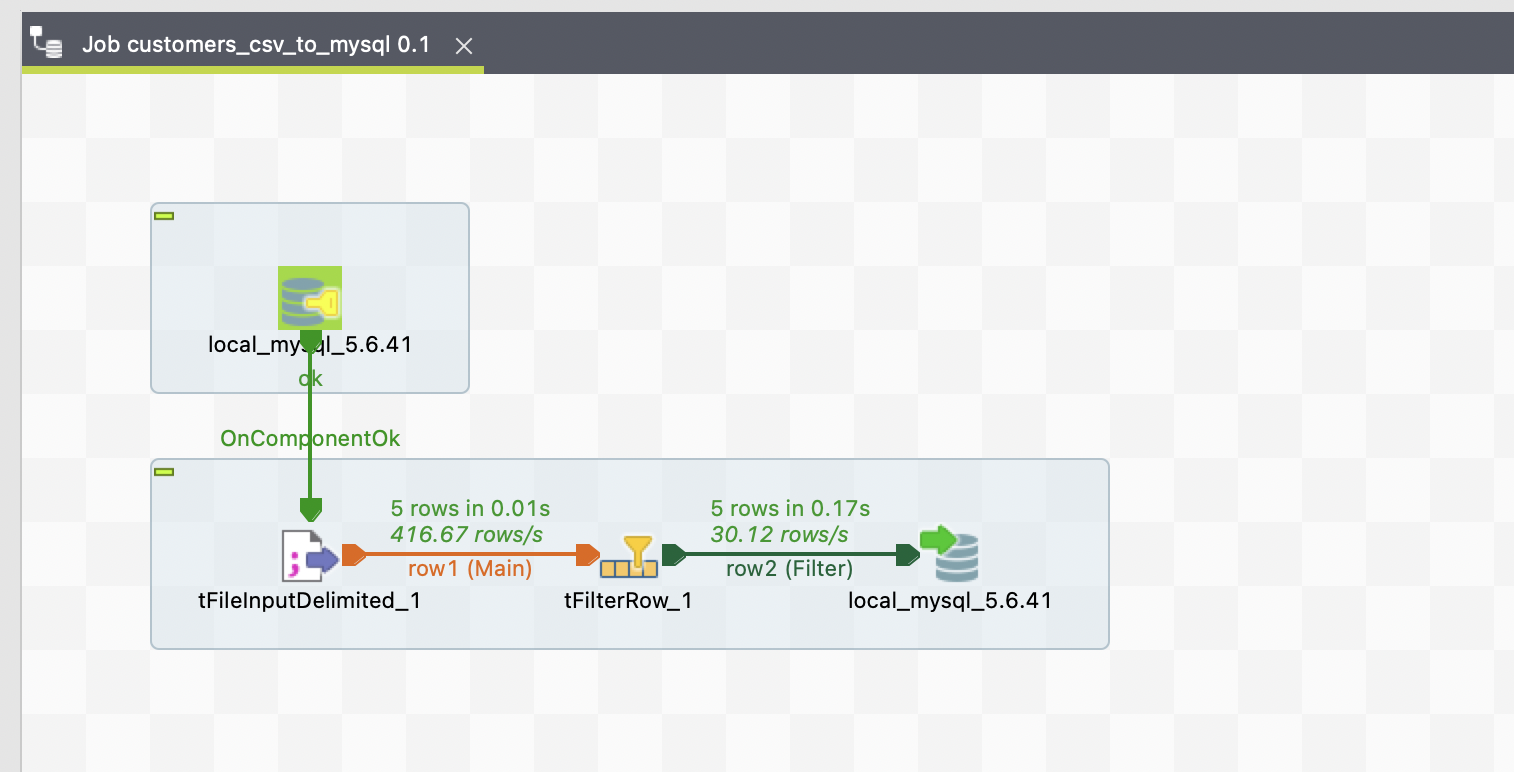 Job customers_csv_to_mysql 0.1
local_mysql_5.6.41
ok
OnComponentOk
5 rows in 0.01s
416.67 rows/s
row1 (Main)
5 rows in 0.17s
30.12 rows/s
row2 (Filter)
tFileInputDelimited_1
tFilterRow_1
local_mysql_5.6.41